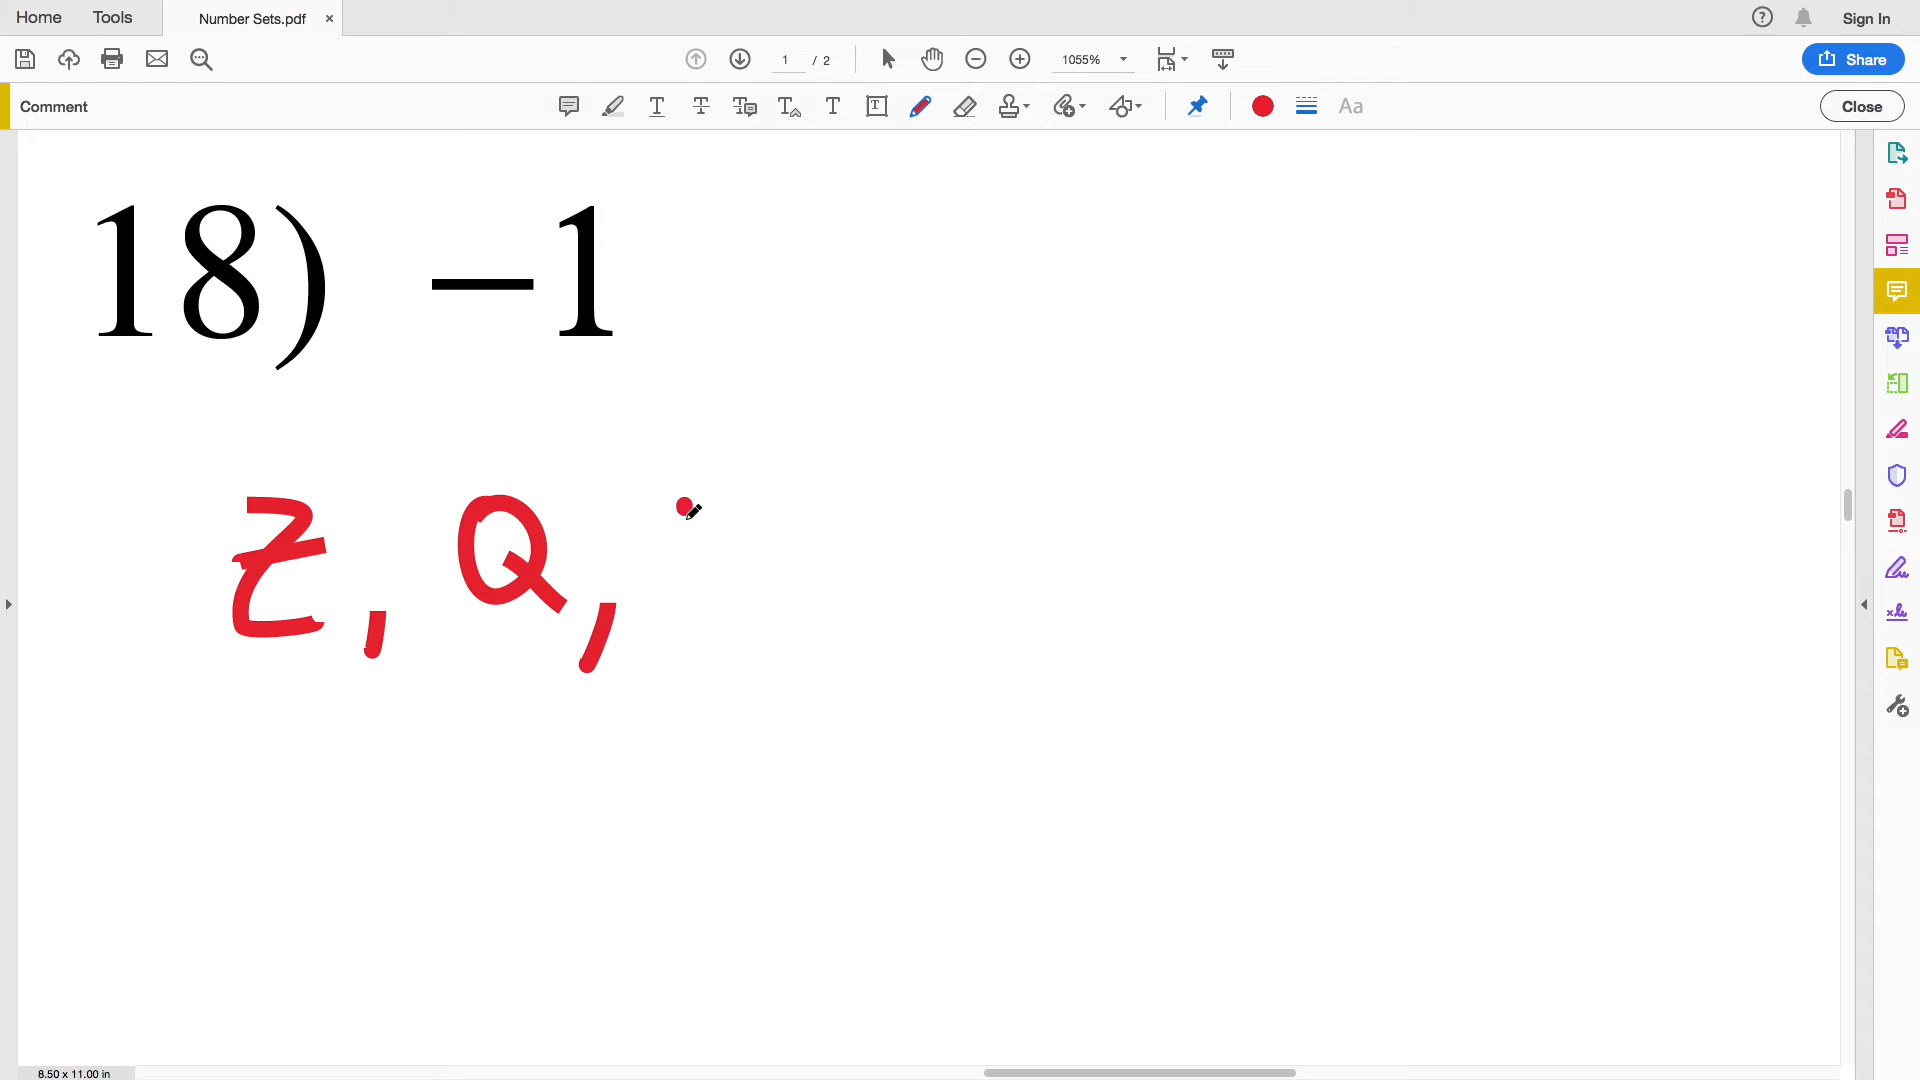 Home Tools Number Sets.pdf × Sign In
1 / 2 1055% Share
Comment Aa Close
18) −1
Z, Q,
8.50 x 11.00 in